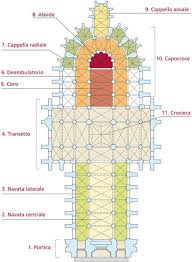 9. Cappella assiale
8. Abside
7. Cappella radiale
10. Capocroce
6. Deambulatorio
5. Coro
11. Crociera
4. Transetto
3. Navata laterale
2. Navata centrale
1. Portico